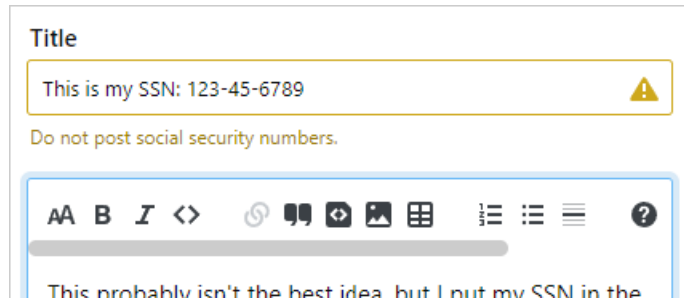 Title
This is my SSN: 123-45-6789
Do not post social security numbers.
AA B I <>
This probably isn't the best idea, but I put my SSN in the